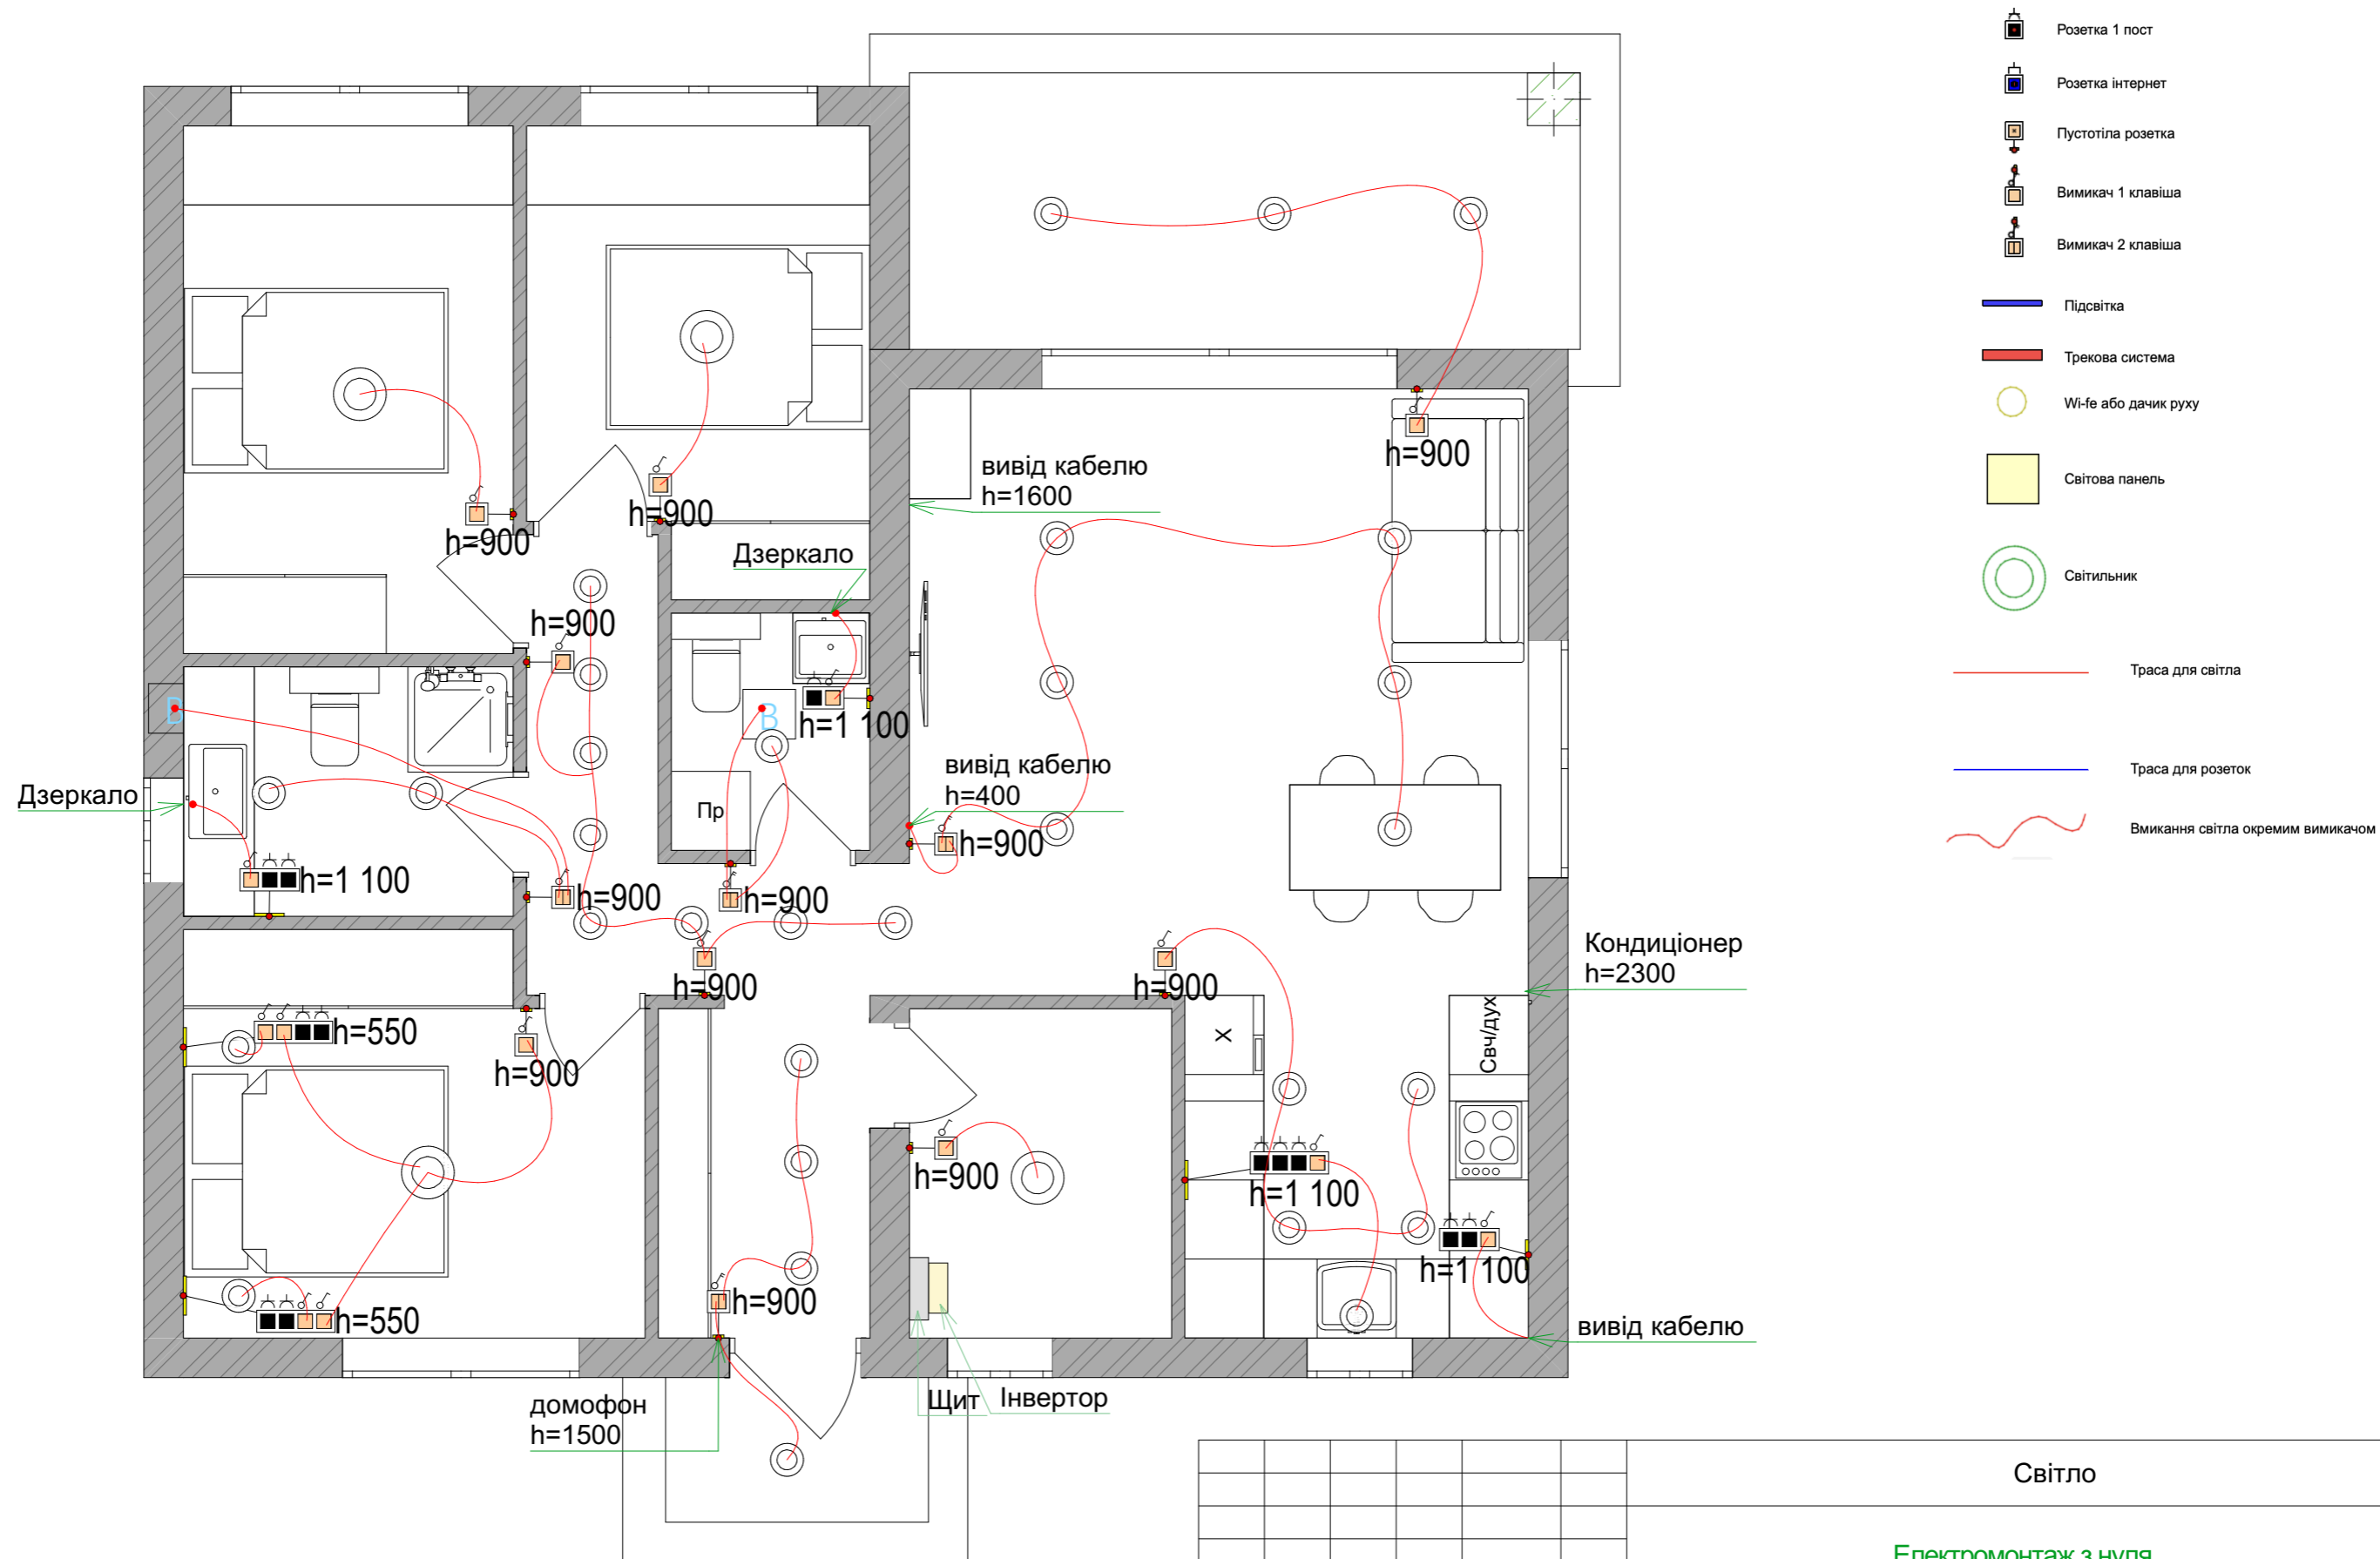 Розетка 1 пост
Розетка інтернет
Пустотіла розетка
Вимикач 1 клавіша
Вимикач 2 клавіша
Підсвітка
Трекова система
Wi-fe або дачик руху
Світова панель
Світильник
Траса для світла
Траса для розеток
Вмикання світла окремим вимикачом
h=900
вивід кабелю
h=1600
h=900
h=900
Дзеркало
h=900
В
В
h=1 100
вивід кабелю
h=400
Дзеркало
Пр
h=900
h=1 100
h=900
h=900
Кондиціонер
h=2300
h=900
h=900
h=550
Х
Свч/дух
h=900
h=900
h=1 100
h=1 100
h=900
h=550
вивід кабелю
домофон
h=1500
Щит
Інвертор
Світло
Електромонтаж з нуля